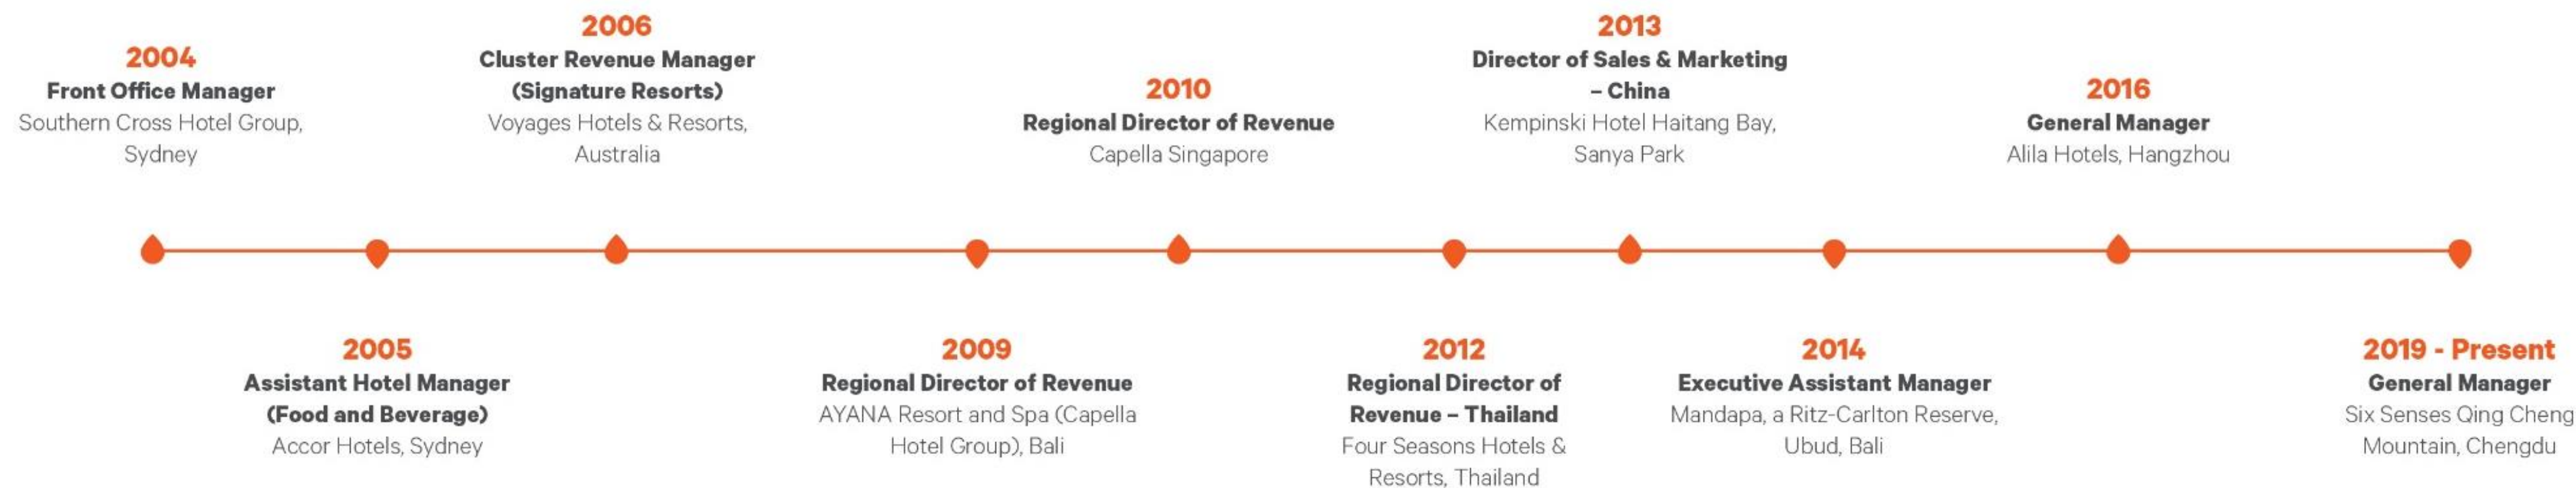 2004
Front Office Manager
Southern Cross Hotel Group,
Sydney
2005
Assistant Hotel Manager
(Food and Beverage)
Accor Hotels, Sydney
2006
Cluster Revenue Manager
(Signature Resorts)
Voyages Hotels & Resorts,
Australia
2009
Regional Director of Revenue
AYANA Resort and Spa (Capella
Hotel Group), Bali
2010
Regional Director of Revenue
Capella Singapore
2012
Regional Director of
Revenue – Thailand
Four Seasons Hotels &
Resorts, Thailand
2013
Director of Sales & Marketing
– China
Kempinski Hotel Haitang Bay,
Sanya Park
2014
Executive Assistant Manager
Mandapa, a Ritz-Carlton Reserve,
Ubud, Bali
2016
General Manager
Alila Hotels, Hangzhou
2019 - Present
General Manager
Six Senses Qing Cheng
Mountain, Chengdu